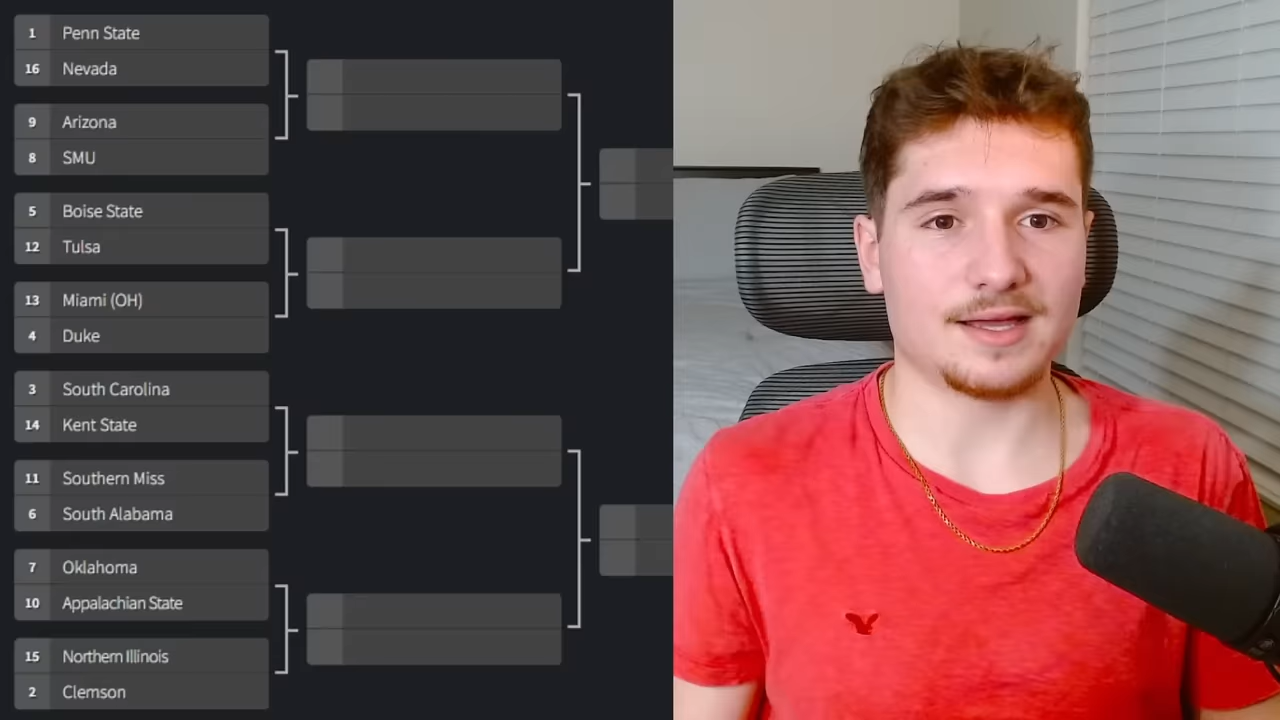 1 Penn State
16 Nevada
9 Arizona
8 SMU
5 Boise State
12 Tulsa
13 Miami (OH)
4 Duke
3 South Carolina
14 Kent State
11 Southern Miss
6 South Alabama
7 Oklahoma
10 Appalachian State
15 Northern Illinois
2 Clemson